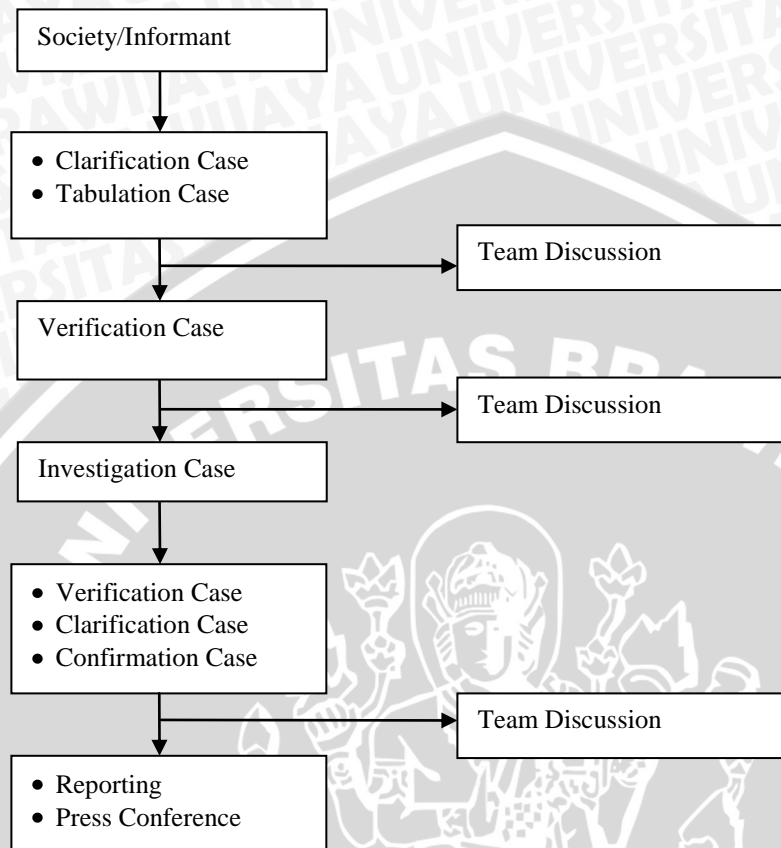 Society/Informant
• Clarification Case
• Tabulation Case
Team Discussion
Verification Case
Team Discussion
Investigation Case
• Verification Case
• Clarification Case
• Confirmation Case
Team Discussion
• Reporting
• Press Conference